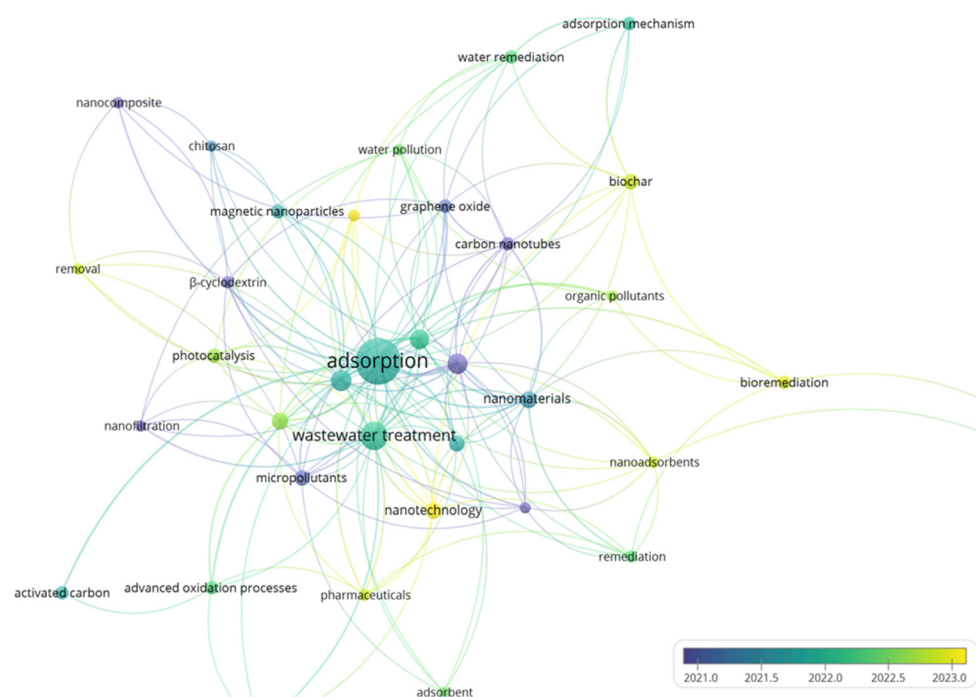 adsorption mechanism
water remediation
nanocomposite
chitosan
water pollution
biochar
magnetic nanoparticles
graphene oxide
carbon nanotubes
removal
β-cyclodextrin
organic pollutants
photocatalysis
adsorption
bioremediation
nanomaterials
nanofiltration
wastewater treatment
nanoadsorbents
micropollutants
nanotechnology
remediation
activated carbon
advanced oxidation processes
pharmaceuticals
2021.0 2021.5 2022.0 2022.5 2023.0
adsorbent